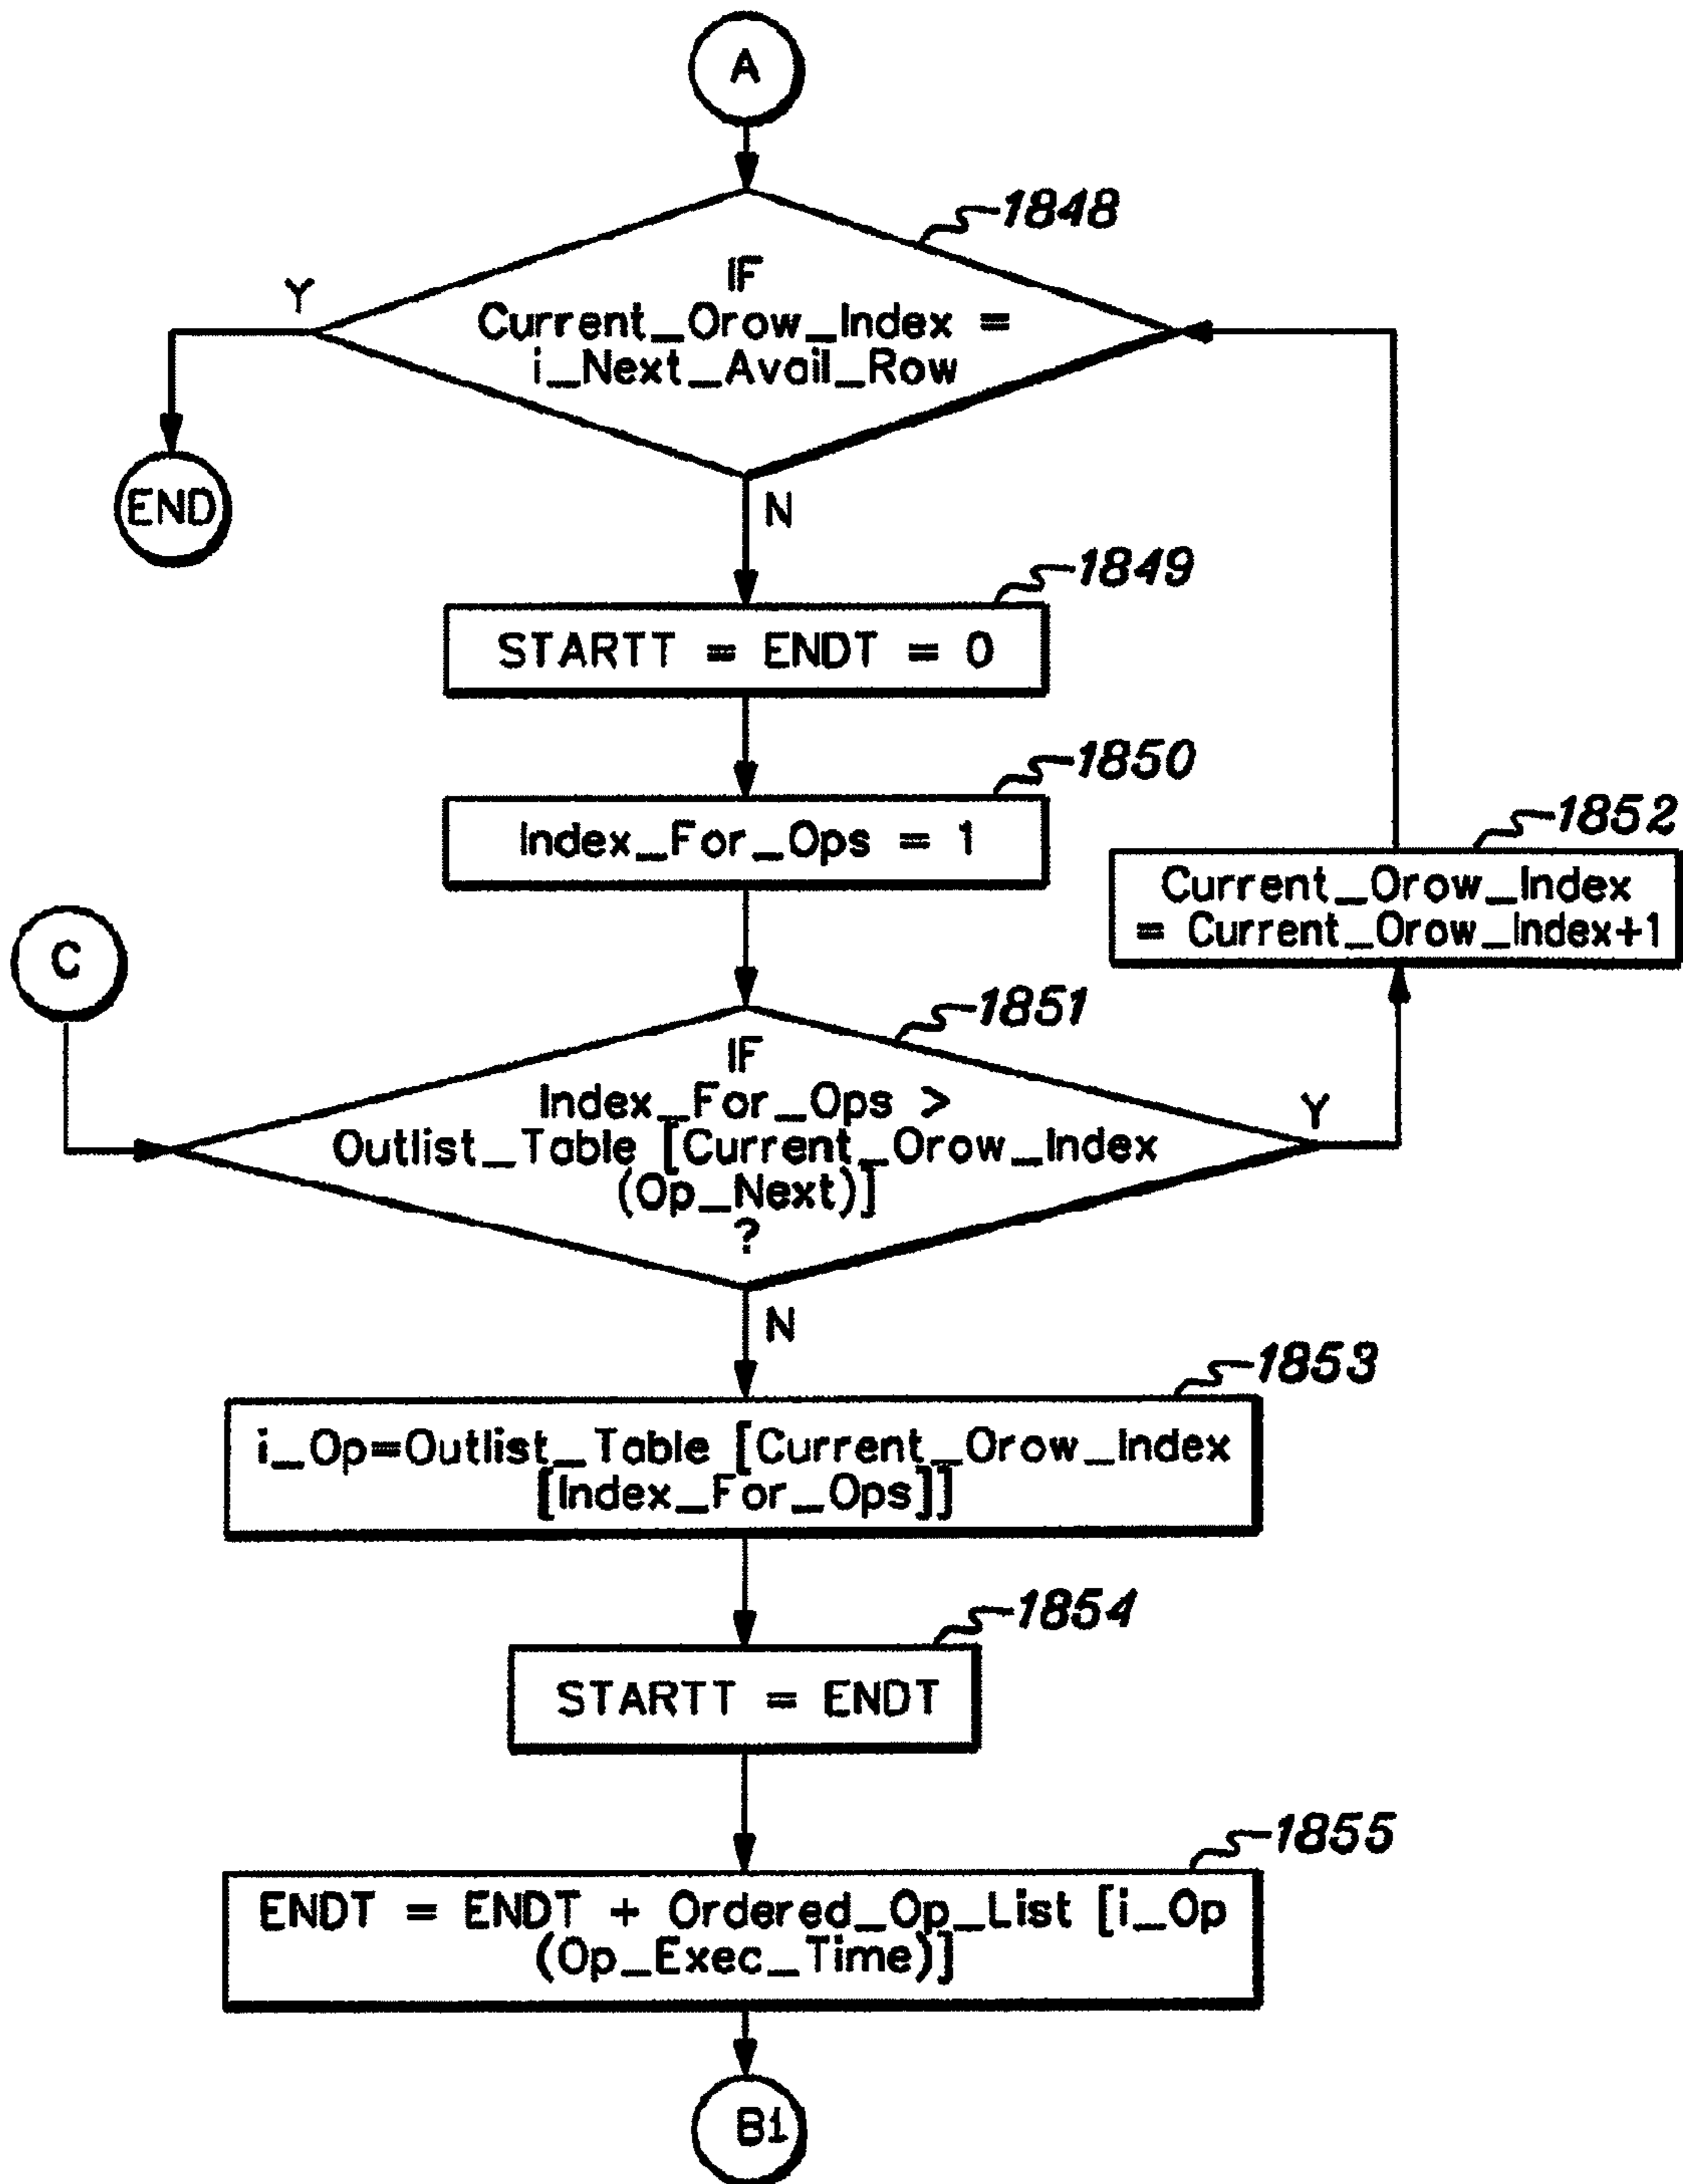 A
1848
Y
IF
Current_Orow_Index =
i_Next_Avail_Row
END
N
1849
STARTT = ENDT = 0
1850
Index_For_Ops = 1
1852
Current_Orow_Index
= Current_Orow_Index+1
C
1851
IF
Index_For_Ops >
Y
Outlist_Table [Current_Orow_Index
(Op_Next)]
?
N
1853
i_Op=Outlist_Table [Current_Orow_Index
[Index_For_Ops]]
1854
STARTT = ENDT
1855
ENDT = ENDT + Ordered_Op_List [i_Op
(Op_Exec_Time)]
B1